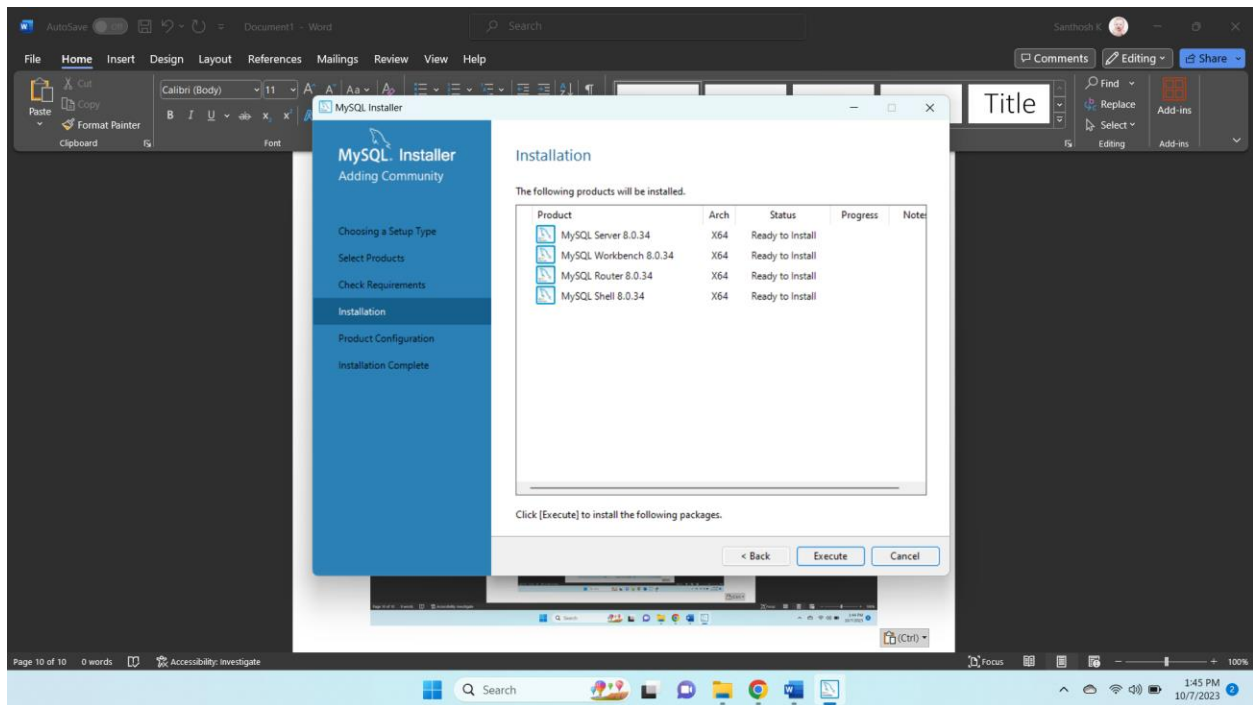 AutoSave Off Document1 - Word Search Santhosh K
File Home Insert Design Layout References Mailings Review View Help Comments Editing Share
Paste Cut Copy Format Painter
Calibri (Body) 11 A A Aa
B I U ab x x
Title
Find
Replace
Select
Add-ins
Clipboard Font Editing Add-ins
MySQL Installer
MySQL. Installer
Adding Community
Choosing a Setup Type
Select Products
Check Requirements
Installation
Product Configuration
Installation Complete
Installation
The following products will be installed.
Product Arch Status Progress Notes
MySQL Server 8.0.34 X64 Ready to Install
MySQL Workbench 8.0.34 X64 Ready to Install
MySQL Router 8.0.34 X64 Ready to Install
MySQL Shell 8.0.34 X64 Ready to Install
Click [Execute] to install the following packages.
< Back Execute Cancel
(Ctrl)
Page 10 of 10 0 words Accessibility: Investigate Focus 100%
Search
1:45 PM
10/7/2023
2